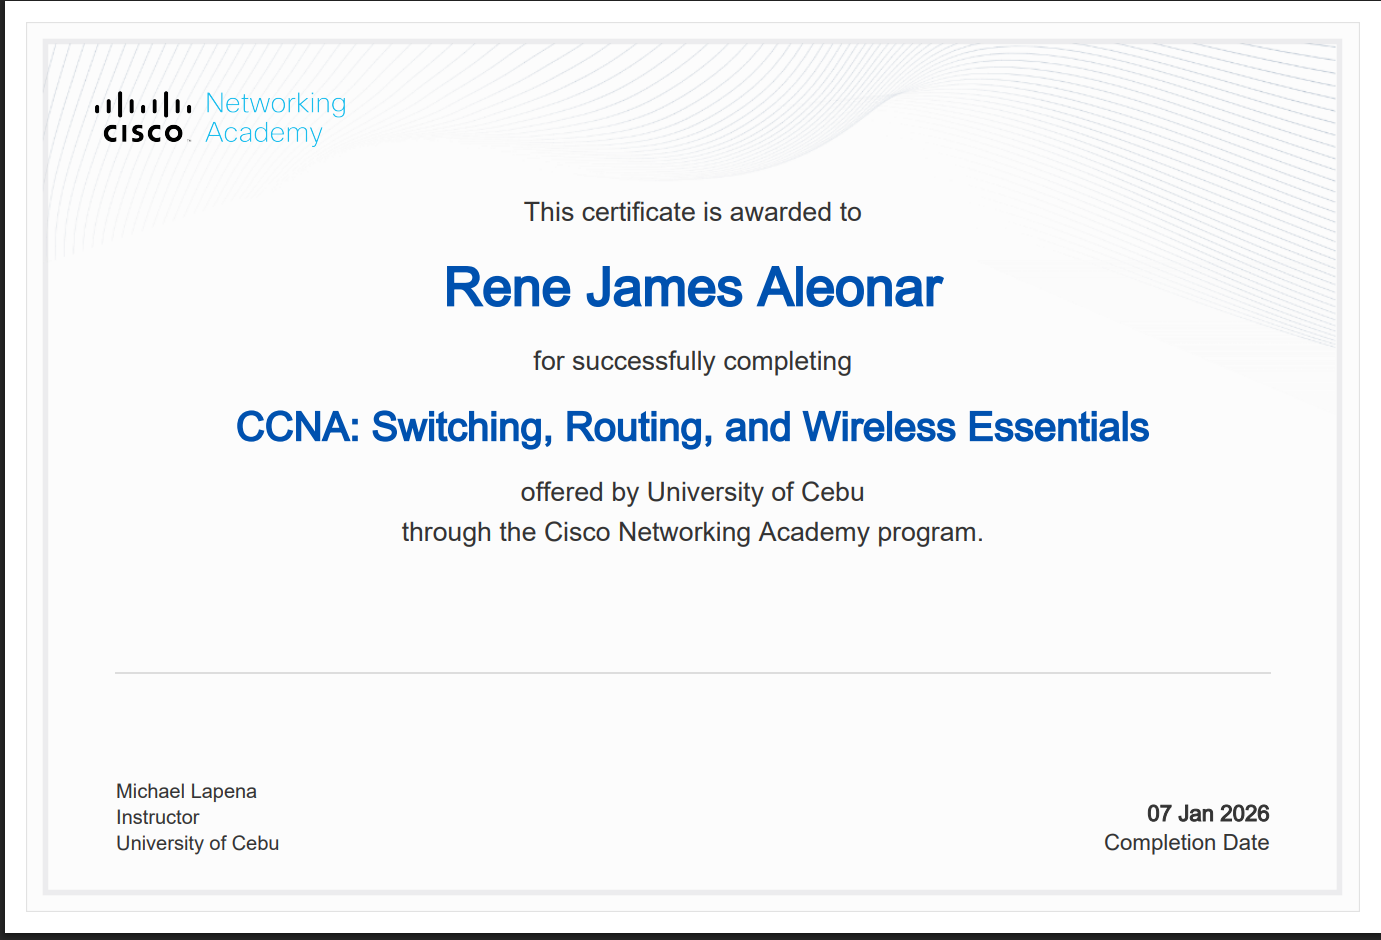 CISCO
Networking
Academy
This certificate is awarded to
Rene James Aleonar
for successfully completing
CCNA: Switching, Routing, and Wireless Essentials
offered by University of Cebu
through the Cisco Networking Academy program.
Michael Lapena
Instructor
University of Cebu
07 Jan 2026
Completion Date